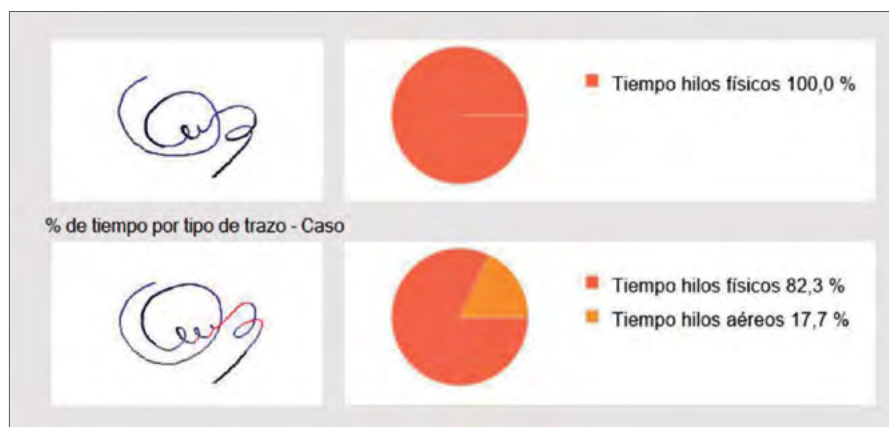 Tiempo hilos físicos 100,0 %
% de tiempo por tipo de trazo - Caso
Tiempo hilos físicos 82,3 %
Tiempo hilos aéreos 17,7 %